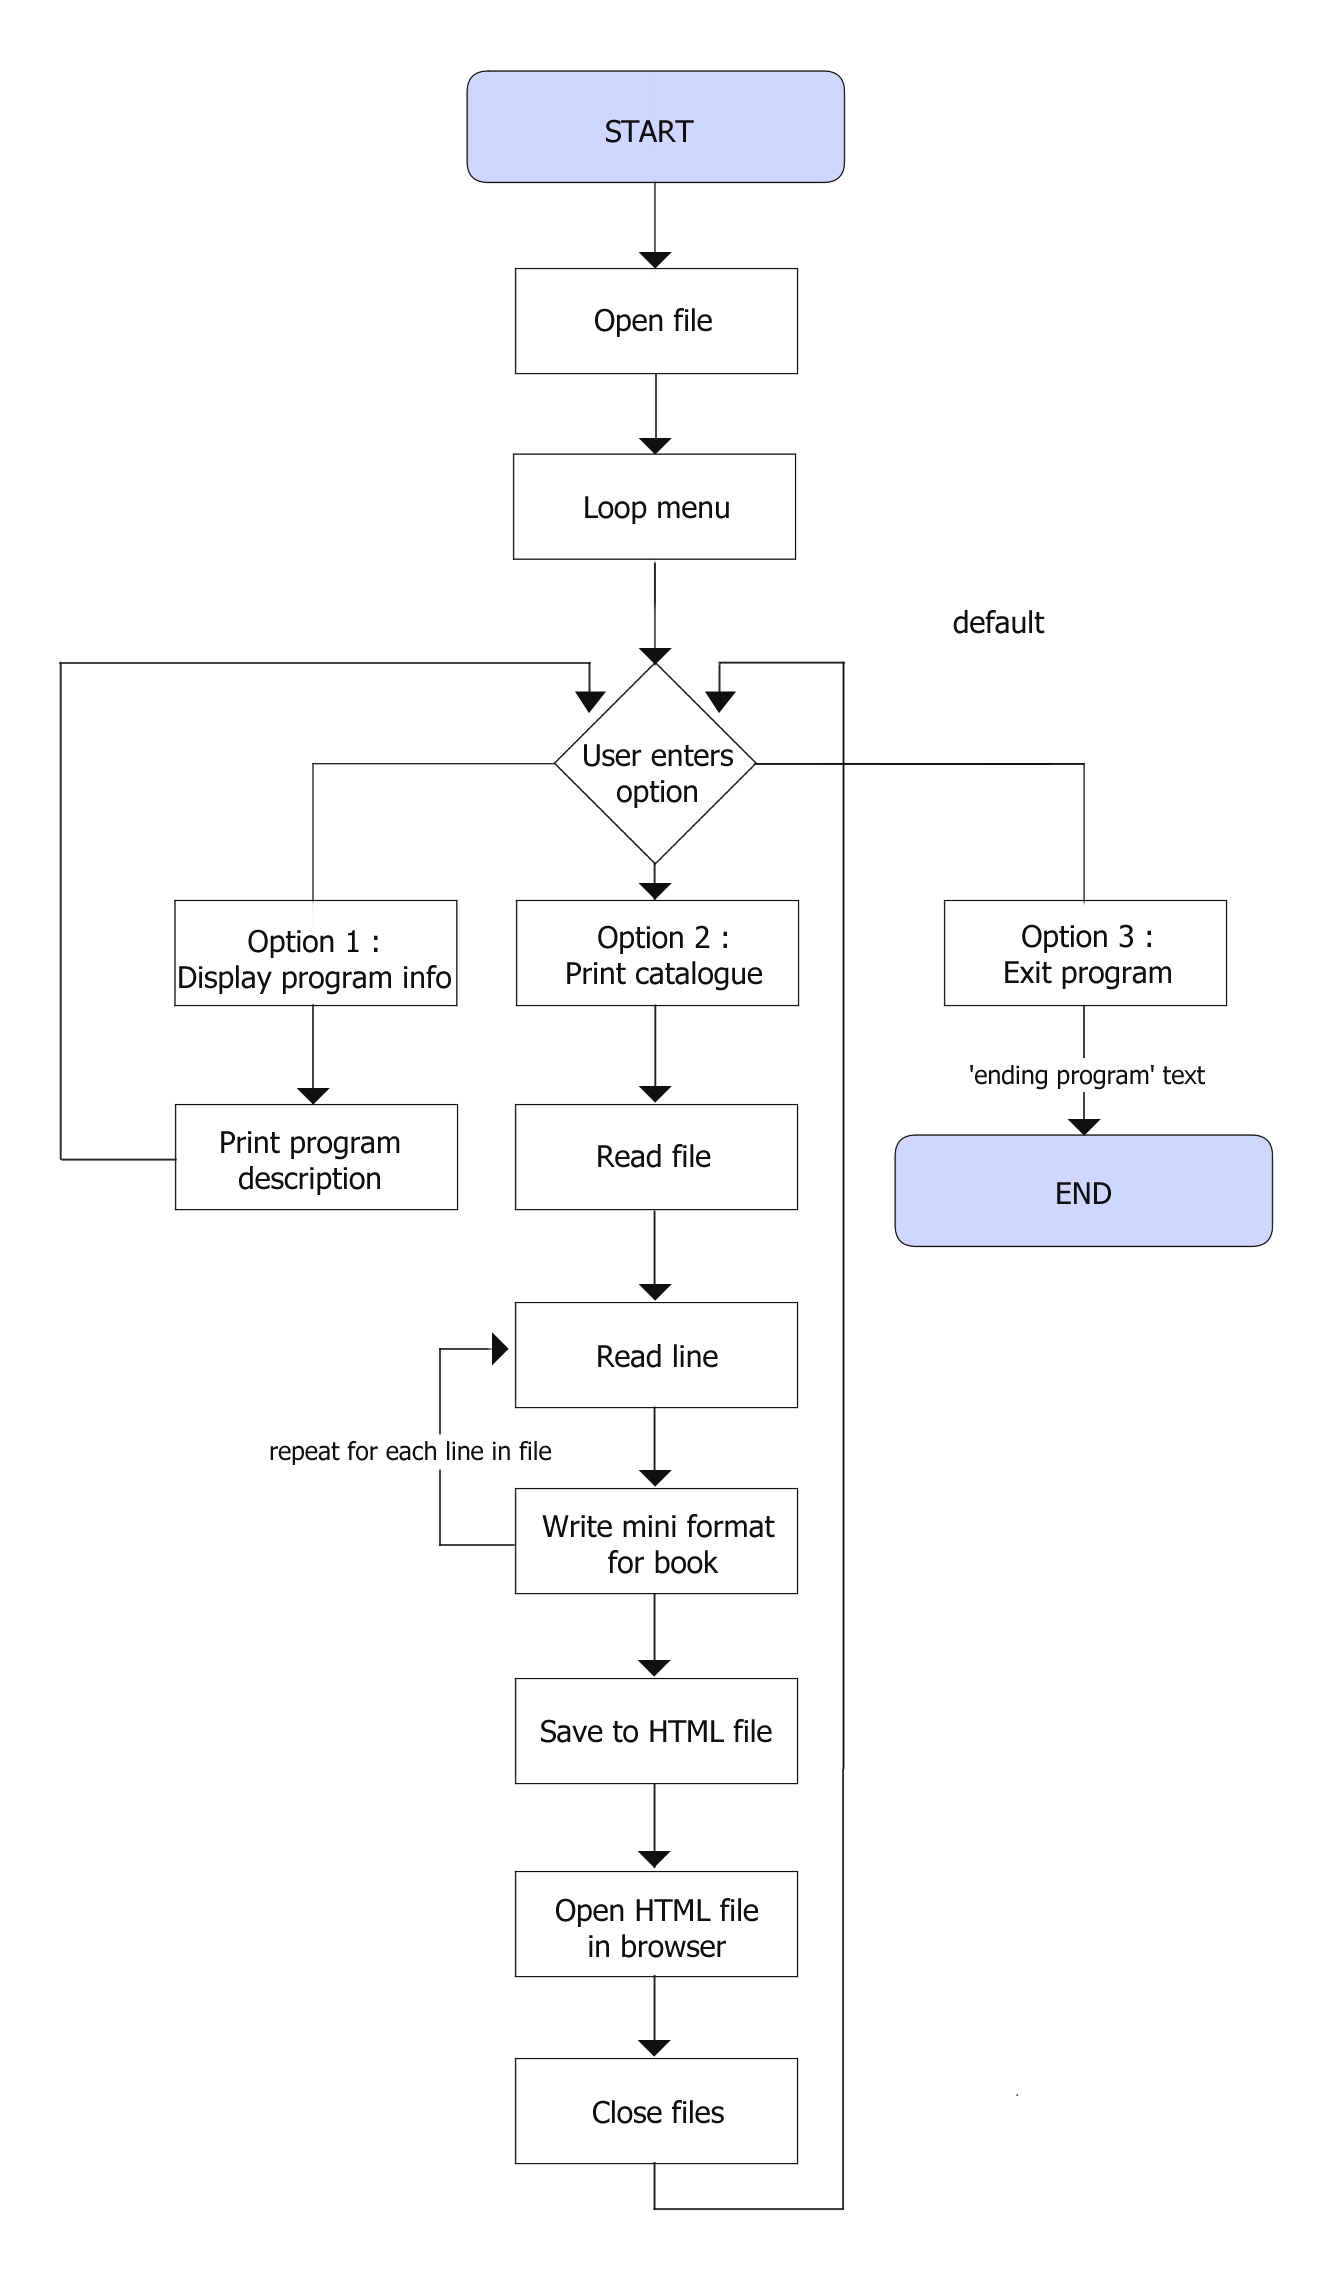 START
Open file
Loop menu
default
User enters
option
Option 1 :
Display program info
Option 2 :
Print catalogue
Option 3 :
Exit program
'ending program' text
Print program
description
Read file
END
Read line
repeat for each line in file
Write mini format
for book
Save to HTML file
Open HTML file
in browser
Close files